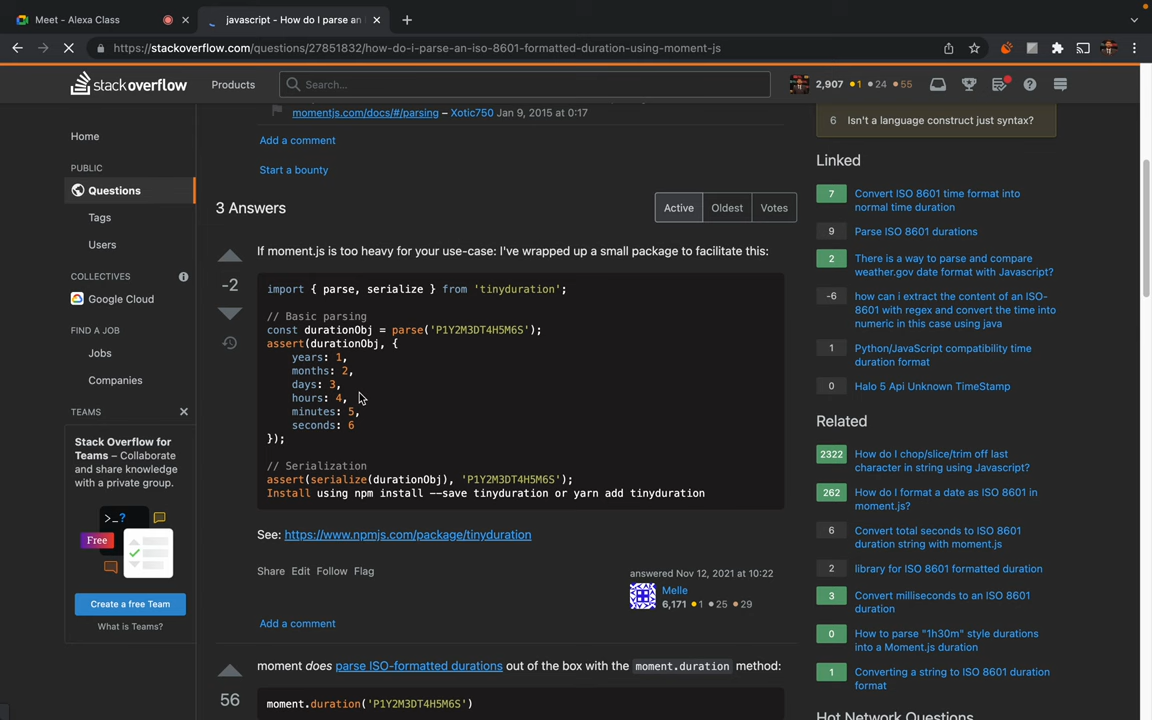 Meet - Alexa Class
javascript - How do I parse an
https://stackoverflow.com/questions/27851832/how-do-i-parse-an-iso-8601-formatted-duration-using-moment-js
stackoverflow
Products
Search...
2,907 1 24 55
momentjs.com/docs/#/parsing – Xotic750 Jan 9, 2015 at 0:17
Add a comment
Start a bounty
3 Answers
Active
Oldest
Votes
Home
PUBLIC
Questions
Tags
Users
COLLECTIVES
Google Cloud
FIND A JOB
Jobs
Companies
TEAMS
Stack Overflow for
Teams – Collaborate
and share knowledge
with a private group.
>_?
Free
Create a free Team
What is Teams?
If moment.js is too heavy for your use-case: I've wrapped up a small package to facilitate this:
-2
import { parse, serialize } from 'tinyduration';
// Basic parsing
const durationObj = parse('P1Y2M3DT4H5M6S');
assert(durationObj, {
years: 1,
months: 2,
days: 3,
hours: 4,
minutes: 5,
seconds: 6
});
// Serialization
assert(serialize(durationObj), 'P1Y2M3DT4H5M6S');
Install using npm install --save tinyduration or yarn add tinyduration
See: https://www.npmjs.com/package/tinyduration
Share Edit Follow Flag
answered Nov 12, 2021 at 10:22
Melle
6,171 1 25 29
Add a comment
moment does parse ISO-formatted durations out of the box with the moment.duration method:
56
moment.duration('P1Y2M3DT4H5M6S')
6 Isn't a language construct just syntax?
Linked
7 Convert ISO 8601 time format into
normal time duration
9 Parse ISO 8601 durations
2 There is a way to parse and compare
weather.gov date format with Javascript?
-6 how can i extract the content of an ISO-
8601 with regex and convert the time into
numeric in this case using java
1 Python/JavaScript compatibility time
duration format
0 Halo 5 Api Unknown TimeStamp
Related
2322 How do I chop/slice/trim off last
character in string using Javascript?
262 How do I format a date as ISO 8601 in
moment.js?
6 Convert total seconds to ISO 8601
duration string with moment.js
2 library for ISO 8601 formatted duration
3 Convert milliseconds to an ISO 8601
duration
0 How to parse "1h30m" style durations
into a Moment.js duration
1 Converting a string to ISO 8601 duration
format
Hot Network Questions